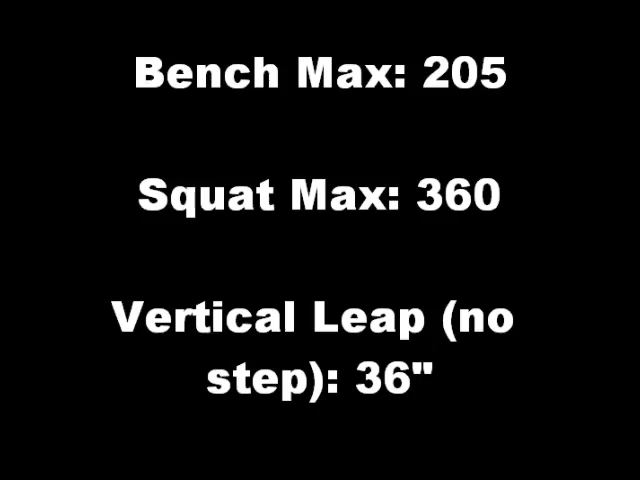 Bench Max: 205
Squat Max: 360
Vertical Leap (no
step): 36"